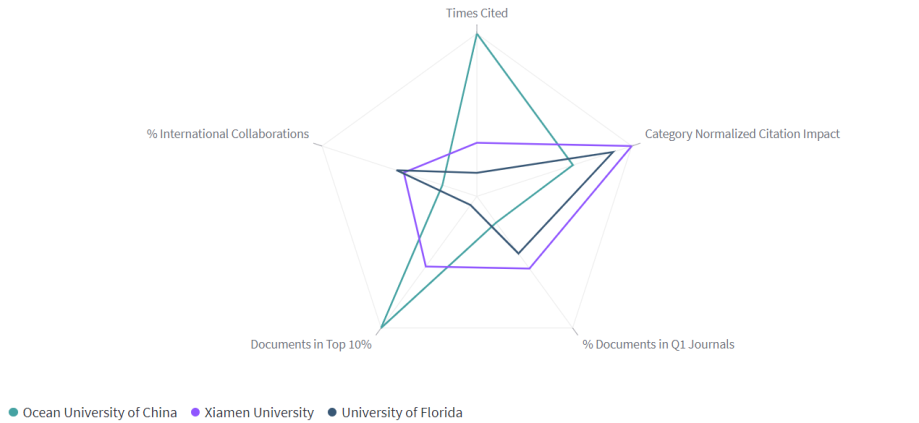 Times Cited
% International Collaborations
Category Normalized Citation Impact
Documents in Top 10%
% Documents in Q1 Journals
Ocean University of China
Xiamen University
University of Florida